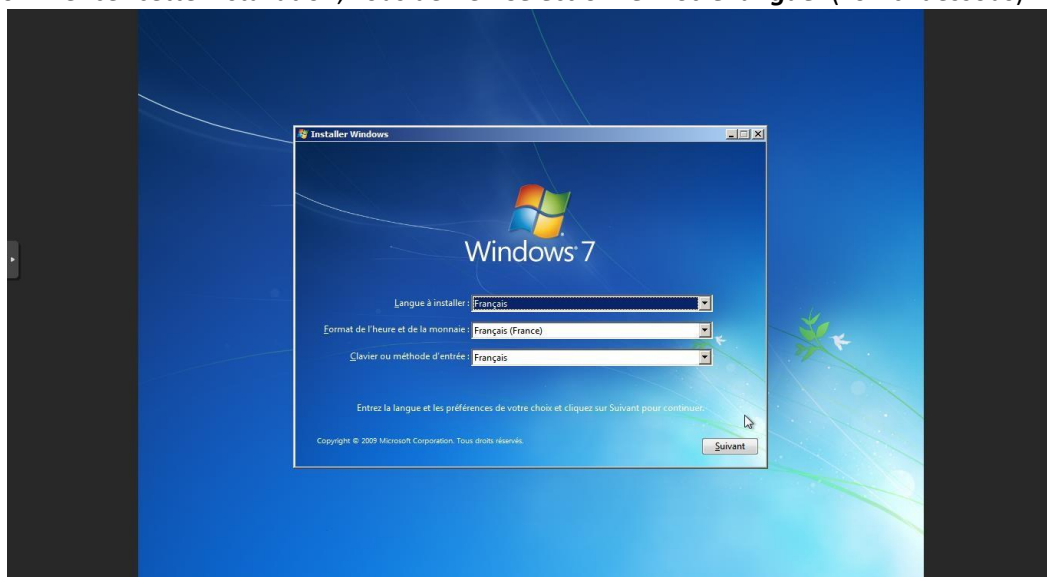 Installer Windows
Windows 7
Langue à installer : Français
Format de l'heure et de la monnaie : Français (France)
Clavier ou méthode d'entrée : Français
Entrez la langue et les préférences de votre choix et cliquez sur Suivant pour continuer.
Copyright © 2009 Microsoft Corporation. Tous droits réservés.
Suivant